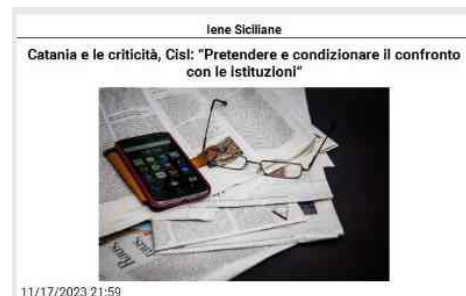 Iene Siciliane
Catania e le criticità, Cisl: “Pretendere e condizionare il confronto
con le istituzioni”
11/17/2023 21:59